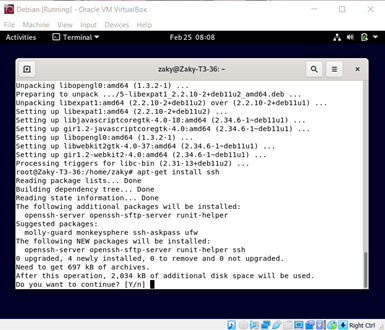 Debian [Running] - Oracle VM VirtualBox
File Machine View Input Devices Help
Activities Terminal Feb 25 08:08
zaky@Zaky-T3-36: ~
Unpacking libopengl0:amd64 (1.3.2-1) ...
Preparing to unpack .../5-libexpat1_2.2.10-2+deb11u2_amd64.deb ...
Unpacking libexpat1:amd64 (2.2.10-2+deb11u2) over (2.2.10-2+deb11u1) ...
Setting up libexpat1:amd64 (2.2.10-2+deb11u2) ...
Setting up libjavascriptcoregtk-4.0-18:amd64 (2.34.6-1~deb11u1) ...
Setting up gir1.2-javascriptcoregtk-4.0:amd64 (2.34.6-1~deb11u1) ...
Setting up libopengl0:amd64 (1.3.2-1) ...
Setting up libwebkit2gtk-4.0-37:amd64 (2.34.6-1~deb11u1) ...
Setting up gir1.2-webkit2-4.0:amd64 (2.34.6-1~deb11u1) ...
Processing triggers for libc-bin (2.31-13+deb11u2) ...
root@Zaky-T3-36:/home/zaky# apt-get install ssh
Reading package lists... Done
Building dependency tree... Done
Reading state information... Done
The following additional packages will be installed:
openssh-server openssh-sftp-server runit-helper
Suggested packages:
molly-guard monkeysphere ssh-askpass ufw
The following NEW packages will be installed:
openssh-server openssh-sftp-server runit-helper ssh
0 upgraded, 4 newly installed, 0 to remove and 0 not upgraded.
Need to get 697 kB of archives.
After this operation, 2,034 kB of additional disk space will be used.
Do you want to continue? [Y/n]
Right Ctrl